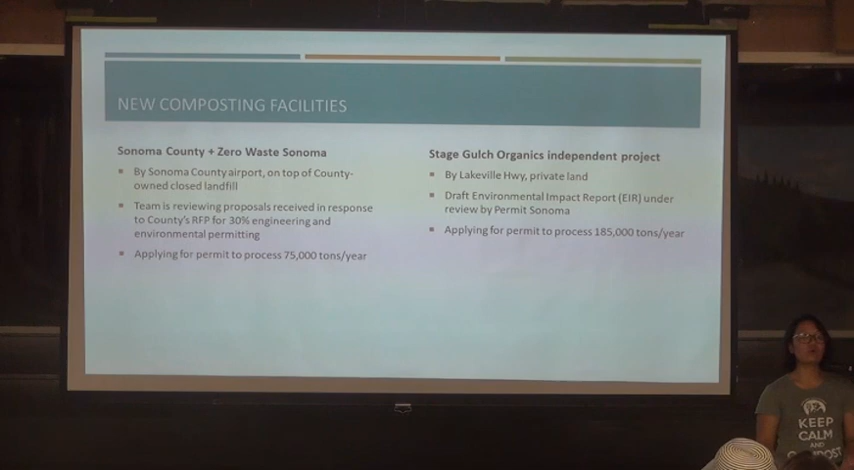 NEW COMPOSTING FACILITIES
Sonoma County + Zero Waste Sonoma
▪ By Sonoma County airport, on top of County-
owned closed landfill
▪ Team is reviewing proposals received in response
to County's RFP for 30% engineering and
environmental permitting
▪ Applying for permit to process 75,000 tons/year
Stage Gulch Organics independent project
▪ By Lakeville Hwy, private land
▪ Draft Environmental Impact Report (EIR) under
review by Permit Sonoma
▪ Applying for permit to process 185,000 tons/year
KEEP
CALM
AND